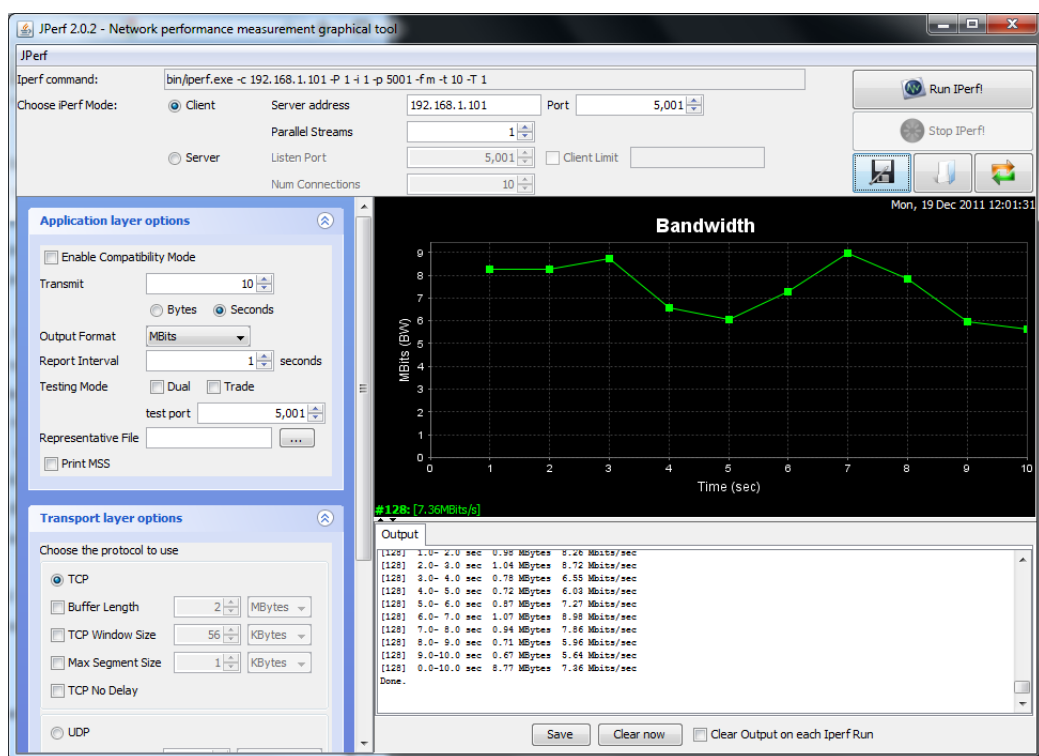 JPerf 2.0.2 - Network performance measurement graphical tool
JPerf
Iperf command: bin/iperf.exe -c 192.168.1.101 -P 1 -i 1 -p 5001 -f m -t 10 -T 1
Choose iPerf Mode: Client Server address 192.168.1.101 Port 5,001
Parallel Streams 1
Server Listen Port 5,001 Client Limit
Num Connections 10
Run IPerf!
Stop IPerf!
Application layer options
Enable Compatibility Mode
Transmit 10
Bytes Seconds
Output Format MBits
Report Interval 1 seconds
Testing Mode Dual Trade
test port 5,001
Representative File ...
Print MSS
Transport layer options
Choose the protocol to use
TCP
Buffer Length 2 MBytes
TCP Window Size 56 KBytes
Max Segment Size 1 KBytes
TCP No Delay
UDP
Mon, 19 Dec 2011 12:01:31
Bandwidth
MBits (BW)
9
8
7
6
5
4
3
2
1
0
0 1 2 3 4 5 6 7 8 9 10
Time (sec)
#128: [7.36MBits/s]
Output
[128] 1.0- 2.0 sec 0.98 MBytes 8.26 Mbits/sec
[128] 2.0- 3.0 sec 1.04 MBytes 8.72 Mbits/sec
[128] 3.0- 4.0 sec 0.78 MBytes 6.55 Mbits/sec
[128] 4.0- 5.0 sec 0.72 MBytes 6.03 Mbits/sec
[128] 5.0- 6.0 sec 0.87 MBytes 7.27 Mbits/sec
[128] 6.0- 7.0 sec 1.07 MBytes 8.98 Mbits/sec
[128] 7.0- 8.0 sec 0.94 MBytes 7.86 Mbits/sec
[128] 8.0- 9.0 sec 0.71 MBytes 5.96 Mbits/sec
[128] 9.0-10.0 sec 0.67 MBytes 5.64 Mbits/sec
[128] 0.0-10.0 sec 8.77 MBytes 7.36 Mbits/sec
Done.
Save Clear now Clear Output on each Iperf Run